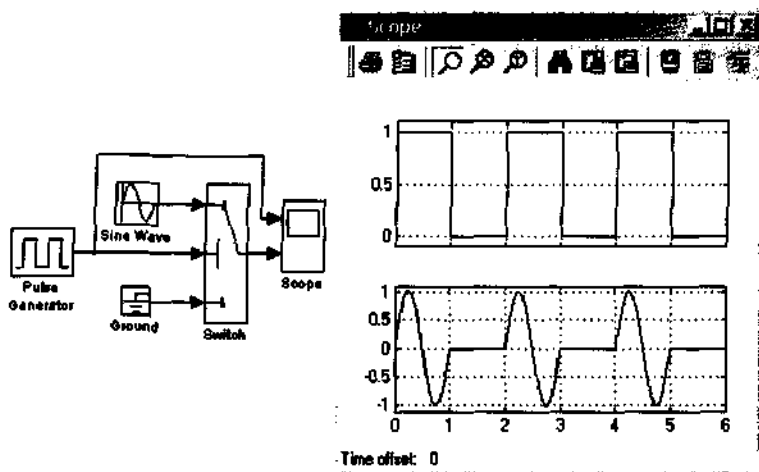 Scope
Sine Wave
Pulse
Generator
Ground
Switch
Scope
1
0.5
0
1
0.5
0
-0.5
-1
0 1 2 3 4 5 6
Time offset: 0